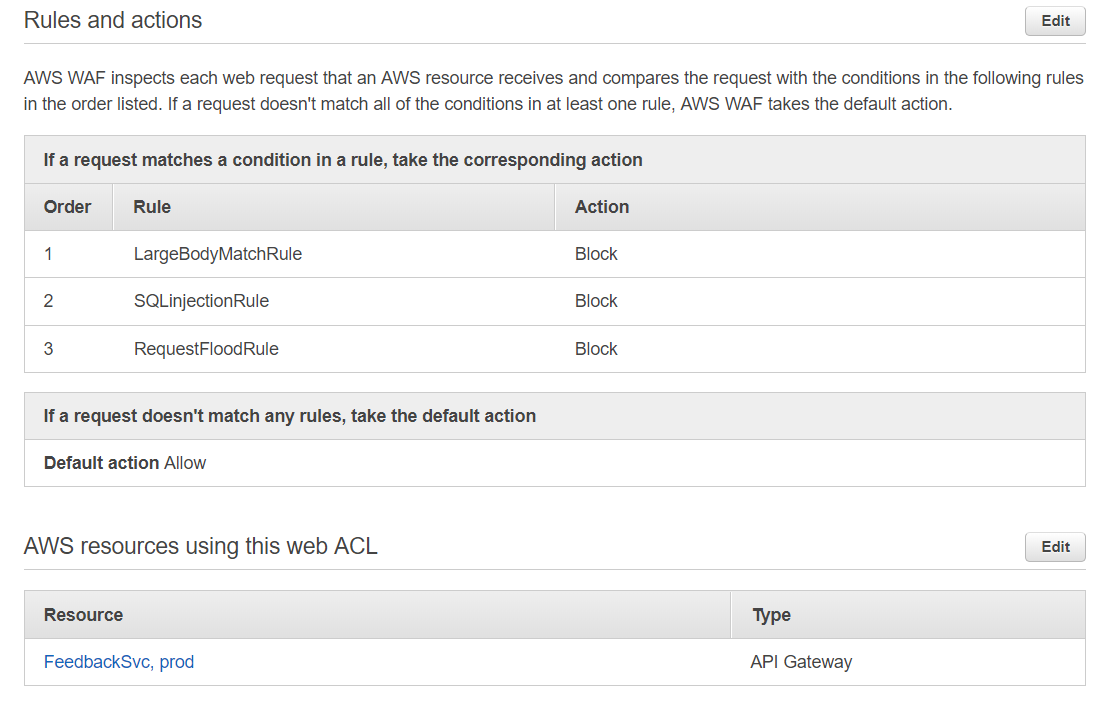 Rules and actions
Edit
AWS WAF inspects each web request that an AWS resource receives and compares the request with the conditions in the following rules
in the order listed. If a request doesn't match all of the conditions in at least one rule, AWS WAF takes the default action.
If a request matches a condition in a rule, take the corresponding action
Order Rule Action
1 LargeBodyMatchRule Block
2 SQLinjectionRule Block
3 RequestFloodRule Block
If a request doesn't match any rules, take the default action
Default action Allow
AWS resources using this web ACL
Edit
Resource Type
FeedbackSvc, prod API Gateway